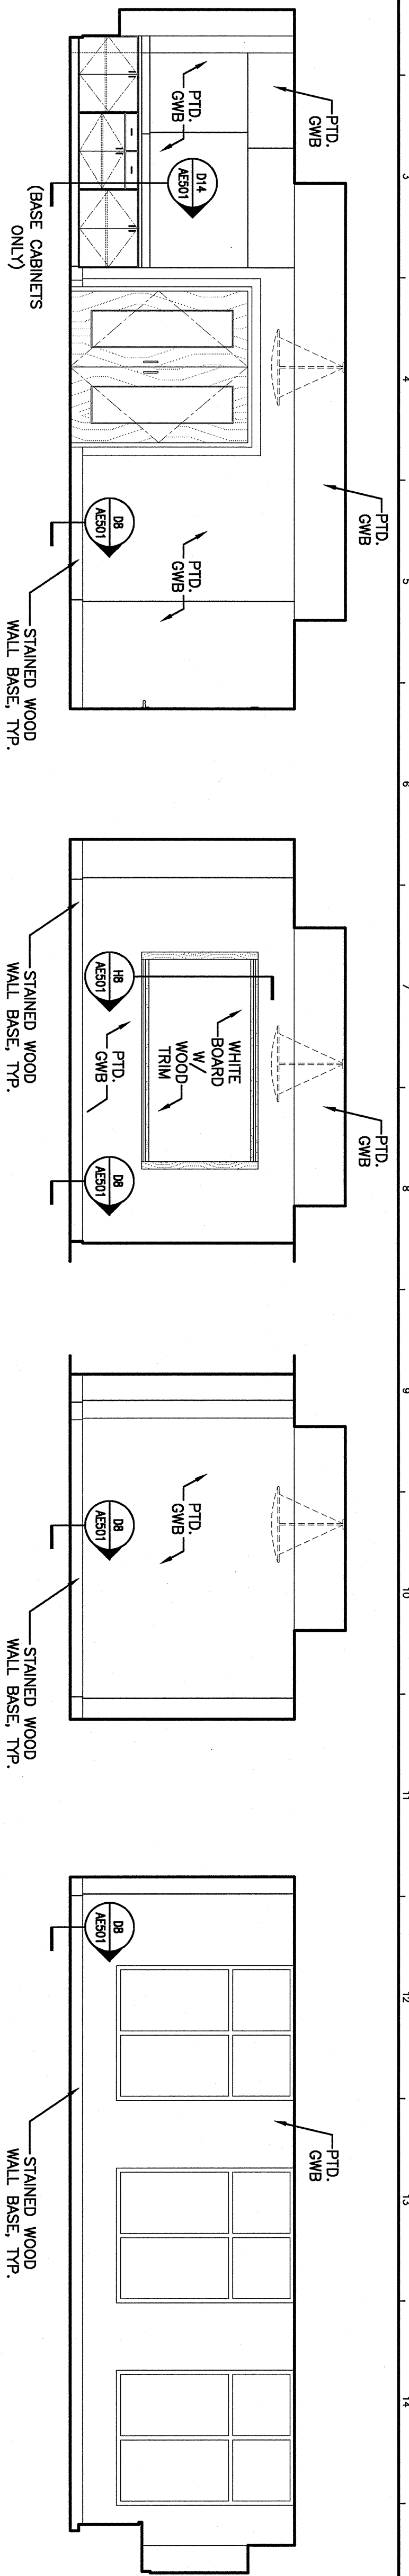 3
4
5
6
7
8
9
10
11
12
13
14
PTD.
GWB
PTD.
GWB
D14
AE501
(BASE CABINETS
ONLY)
PTD.
GWB
D8
AE501
PTD.
GWB
STAINED WOOD
WALL BASE, TYP.
PTD.
GWB
H8
AE501
WHITE
BOARD
W/
WOOD
TRIM
PTD.
GWB
D8
AE501
STAINED WOOD
WALL BASE, TYP.
PTD.
GWB
D8
AE501
STAINED WOOD
WALL BASE, TYP.
D8
AE501
PTD.
GWB
STAINED WOOD
WALL BASE, TYP.